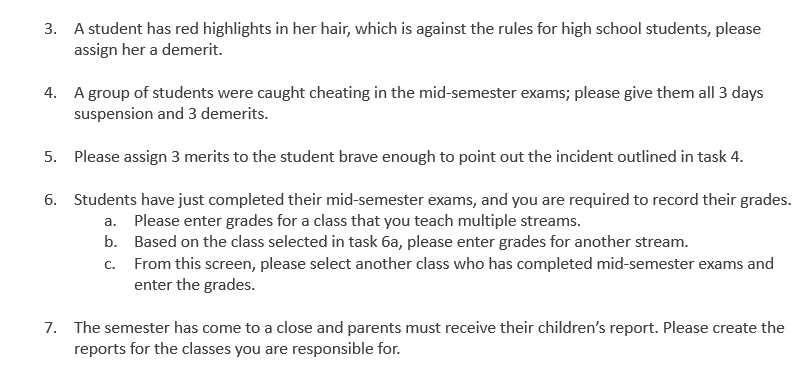 3. A student has red highlights in her hair, which is against the rules for high school students, please
assign her a demerit.
4. A group of students were caught cheating in the mid-semester exams; please give them all 3 days
suspension and 3 demerits.
5. Please assign 3 merits to the student brave enough to point out the incident outlined in task 4.
6. Students have just completed their mid-semester exams, and you are required to record their grades.
a. Please enter grades for a class that you teach multiple streams.
b. Based on the class selected in task 6a, please enter grades for another stream.
c. From this screen, please select another class who has completed mid-semester exams and
enter the grades.
7. The semester has come to a close and parents must receive their children’s report. Please create the
reports for the classes you are responsible for.